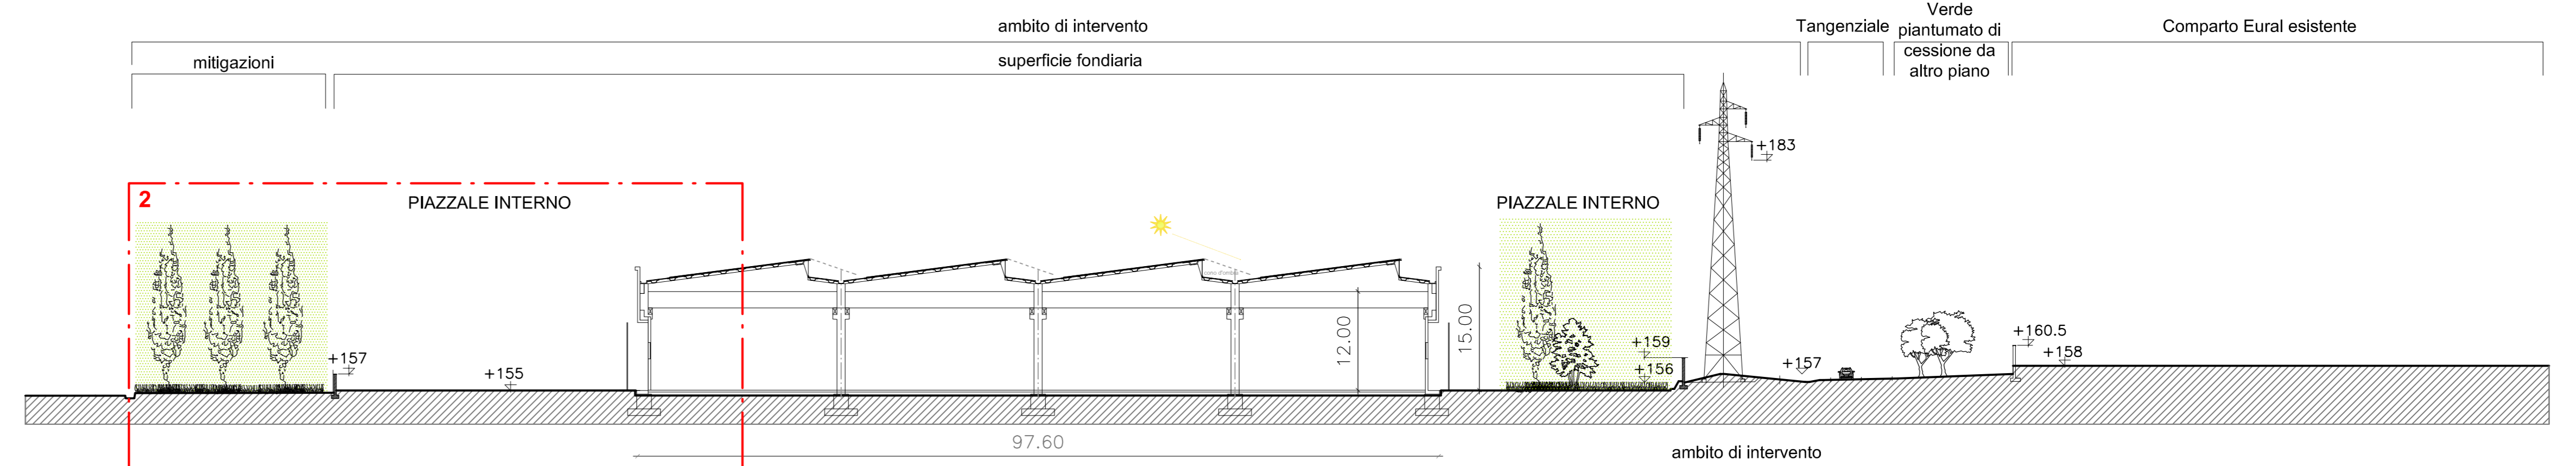 ambito di intervento
Tangenziale
Verde
piantumato di
cessione da
altro piano
Comparto Eural esistente
mitigazioni
superficie fondiaria
+183
2
PIAZZALE INTERNO
PIAZZALE INTERNO
cono d'ombra
12.00
15.00
+157
+155
+159
+156
+157
+160.5
+158
97.60
ambito di intervento